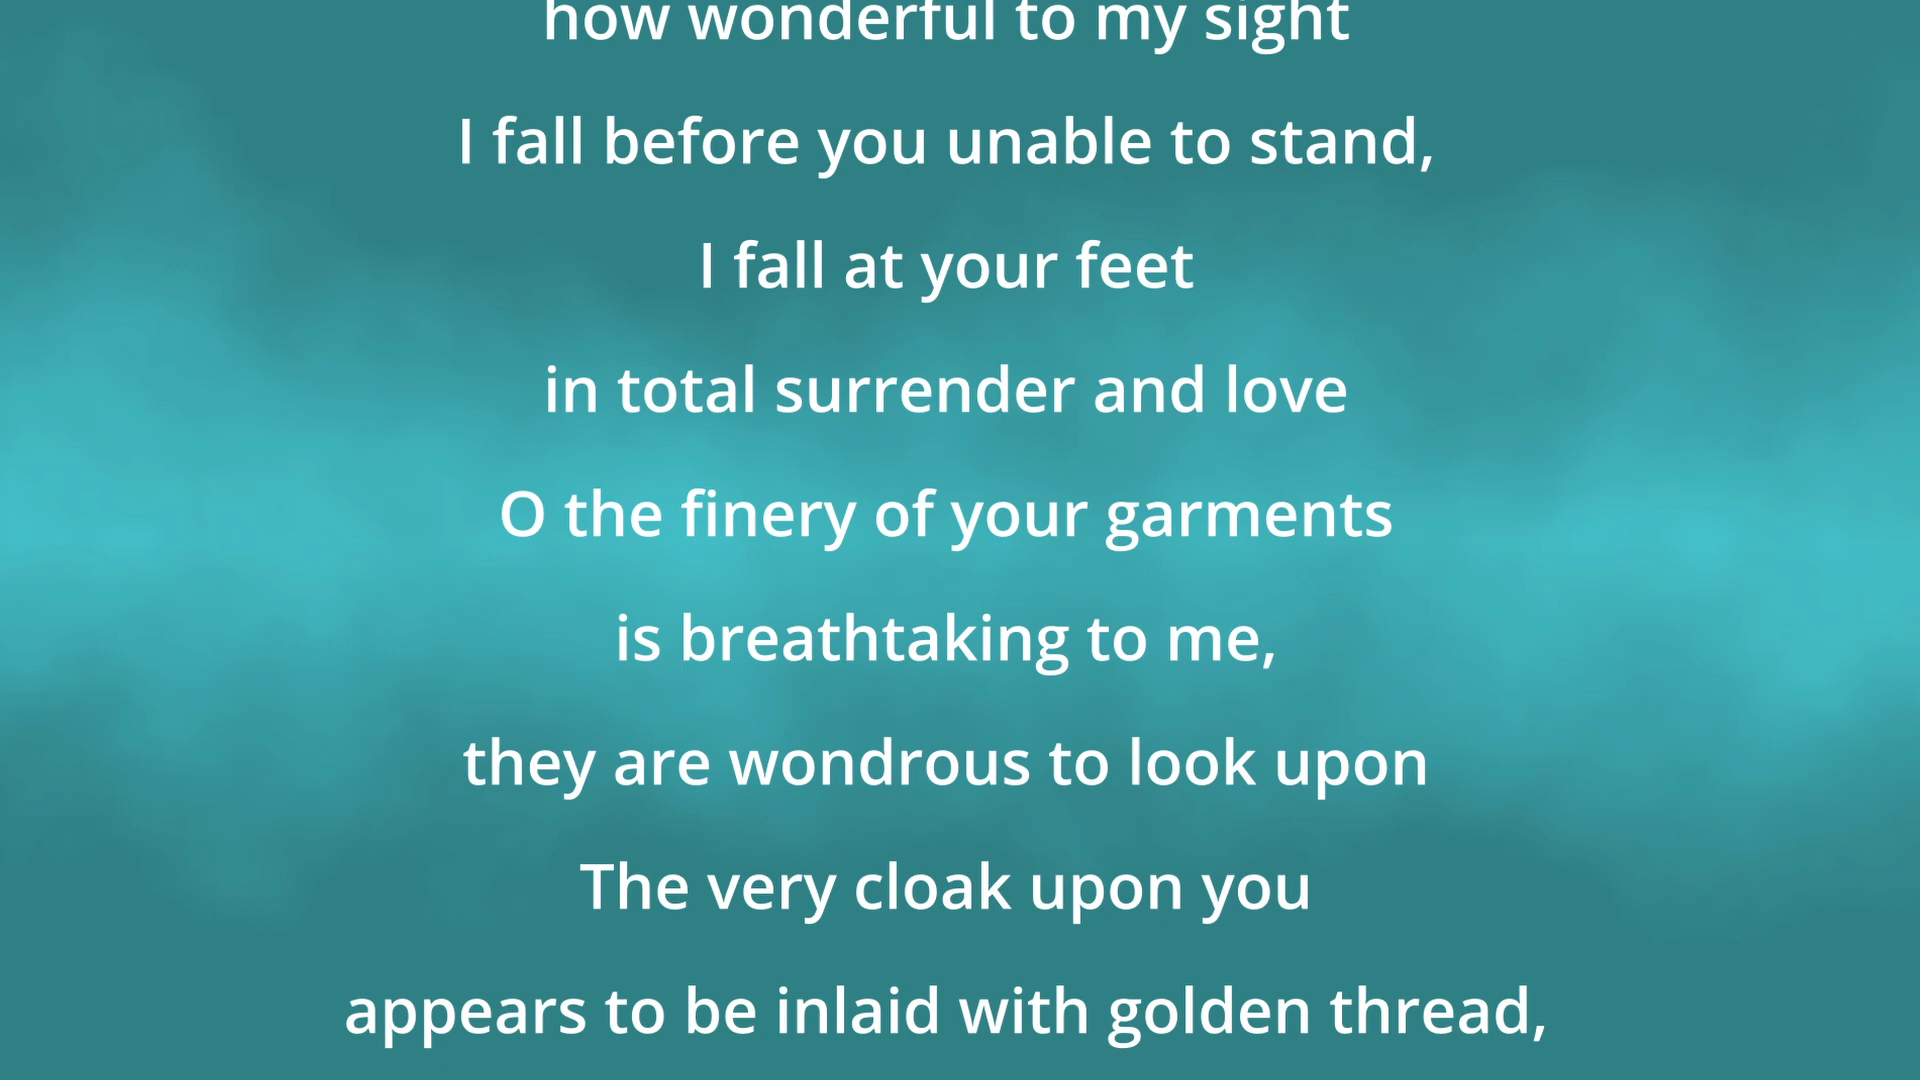 how wonderful to my sight
I fall before you unable to stand,
I fall at your feet
in total surrender and love
O the finery of your garments
is breathtaking to me,
they are wondrous to look upon
The very cloak upon you
appears to be inlaid with golden thread,